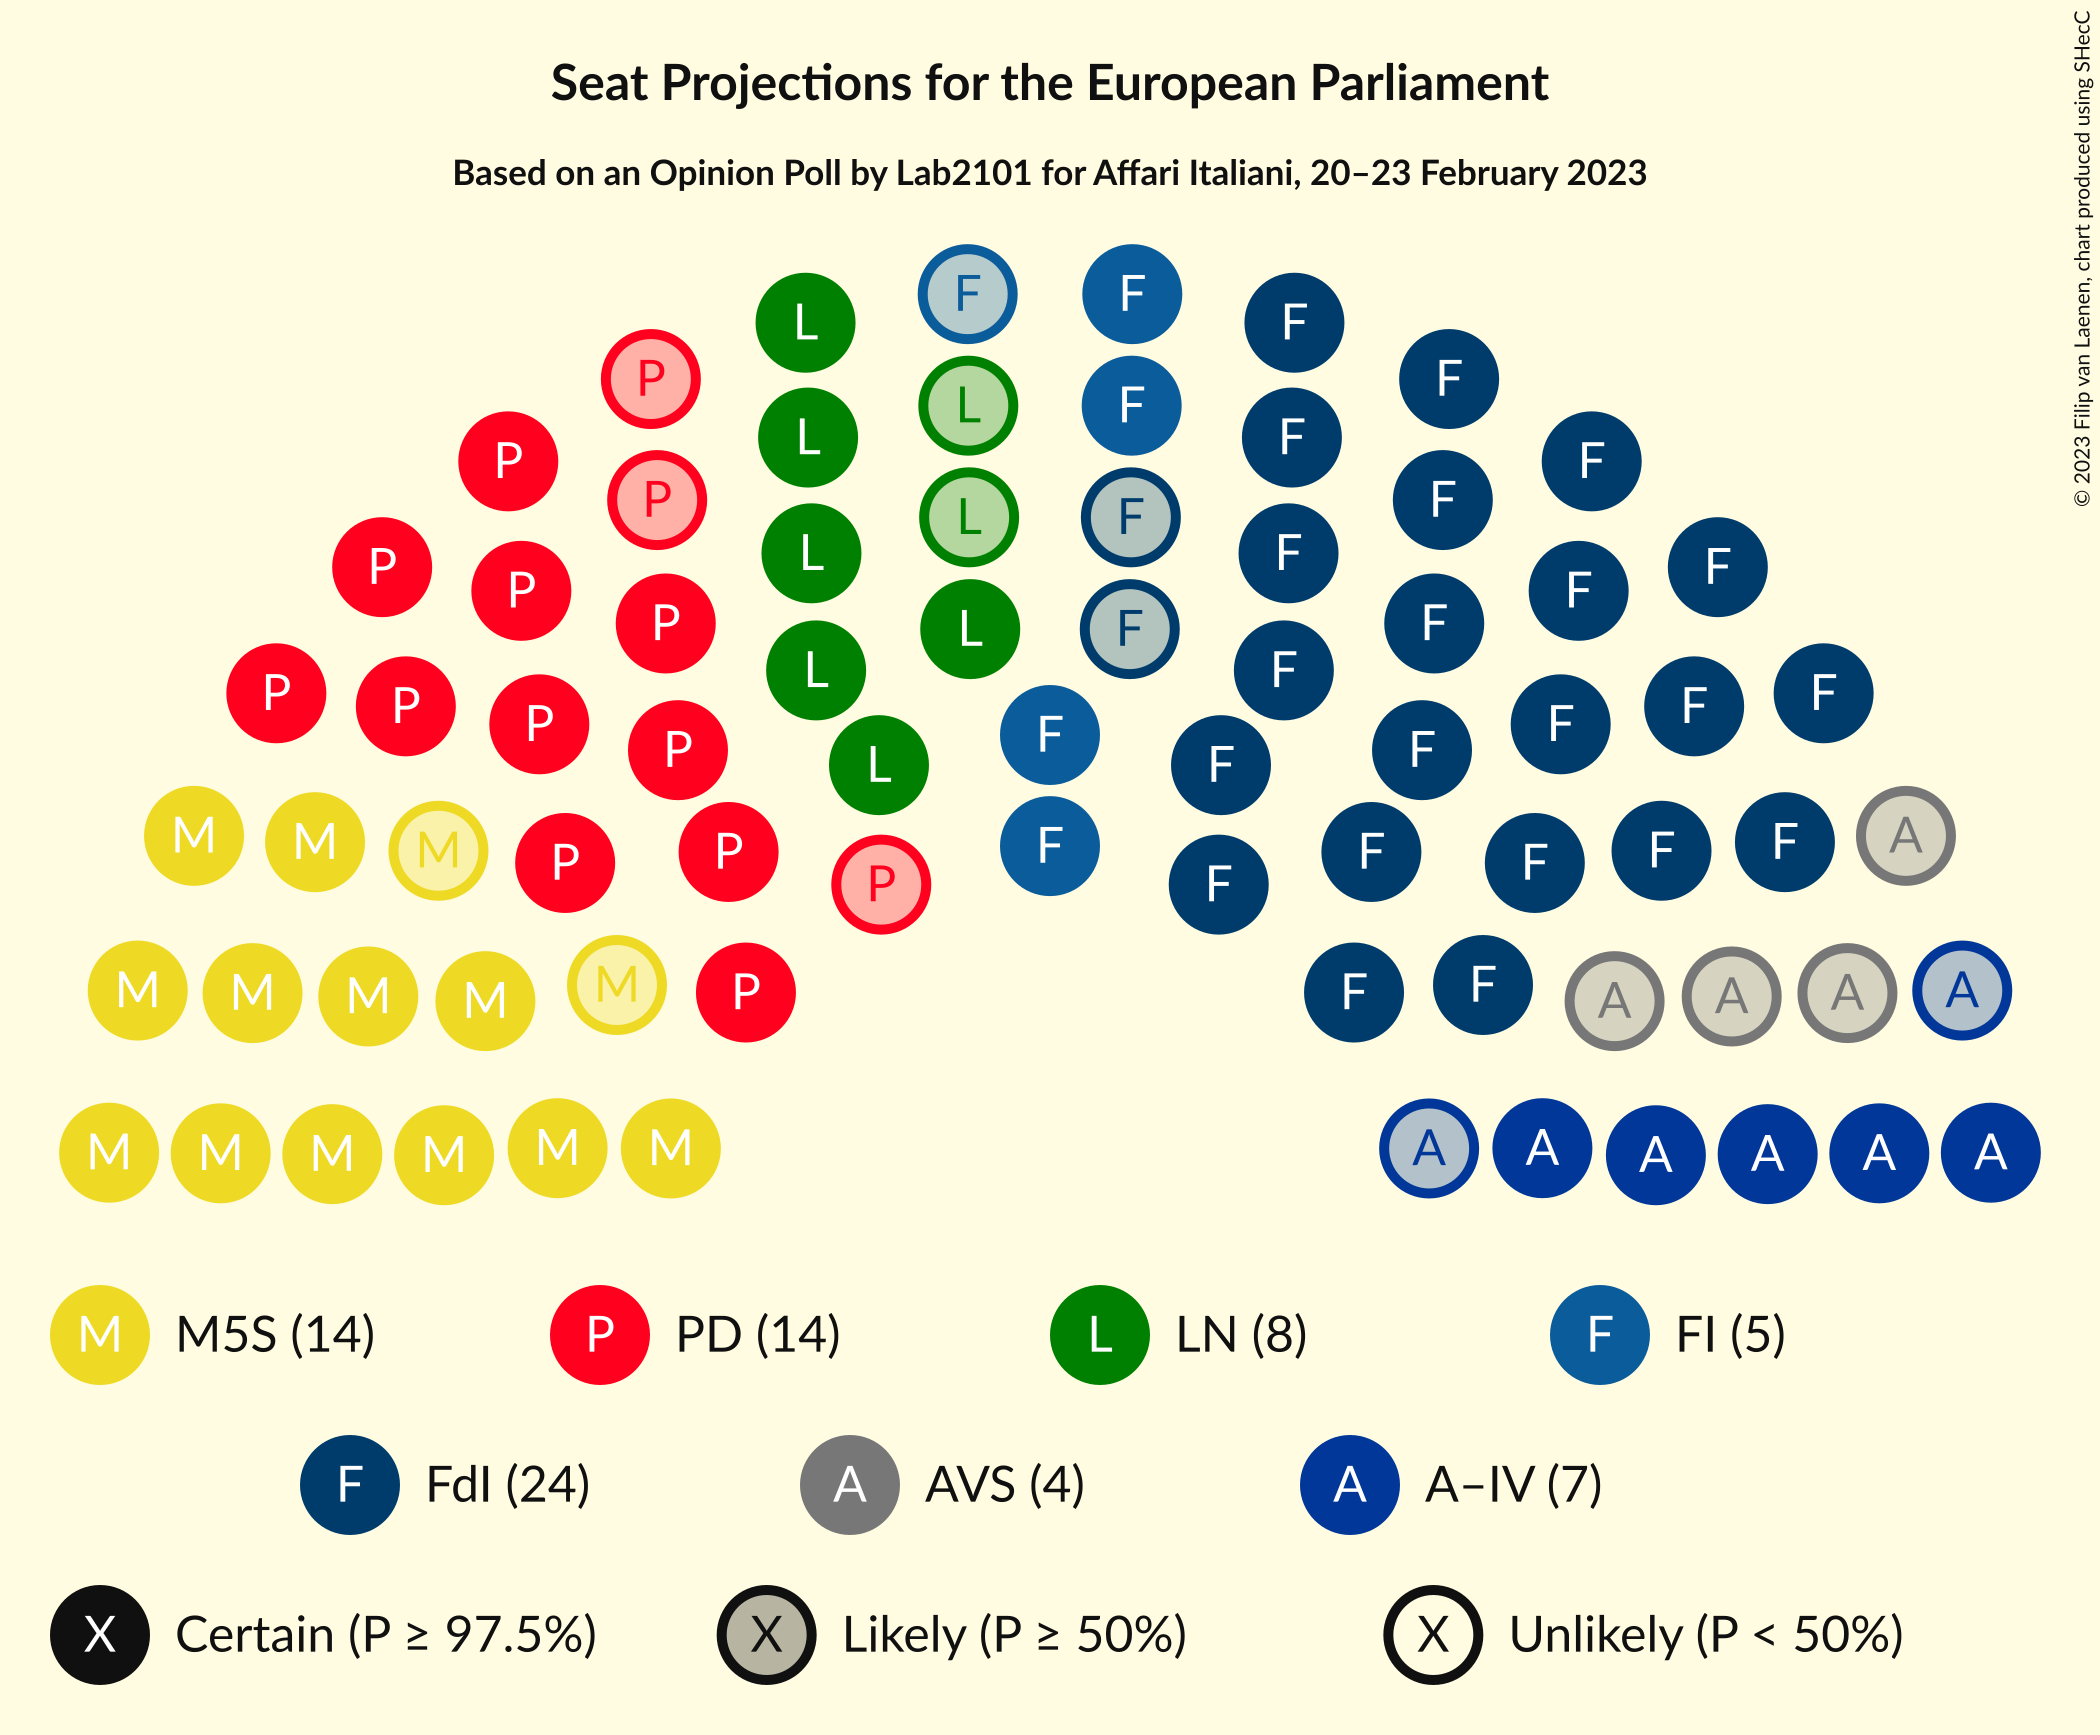 Seat Projections for the European Parliament
Based on an Opinion Poll by Lab2101 for Affari Italiani, 20–23 February 2023
© 2023 Filip van Laenen, chart produced using SHecC
F F
L F
P L F F
L F
P L F P F
L F
P P L F F F
P P L F F F
P L F F
P P P P L F F F F F F
L F
M M M P P P F F F F F F A
M M M M M P F F A A A A
M M M M M M A A A A A A
M M5S (14) P PD (14) L LN (8) F FI (5)
F FdI (24) A AVS (4) A A–IV (7)
X Certain (P ≥ 97.5%) X Likely (P ≥ 50%) X Unlikely (P < 50%)